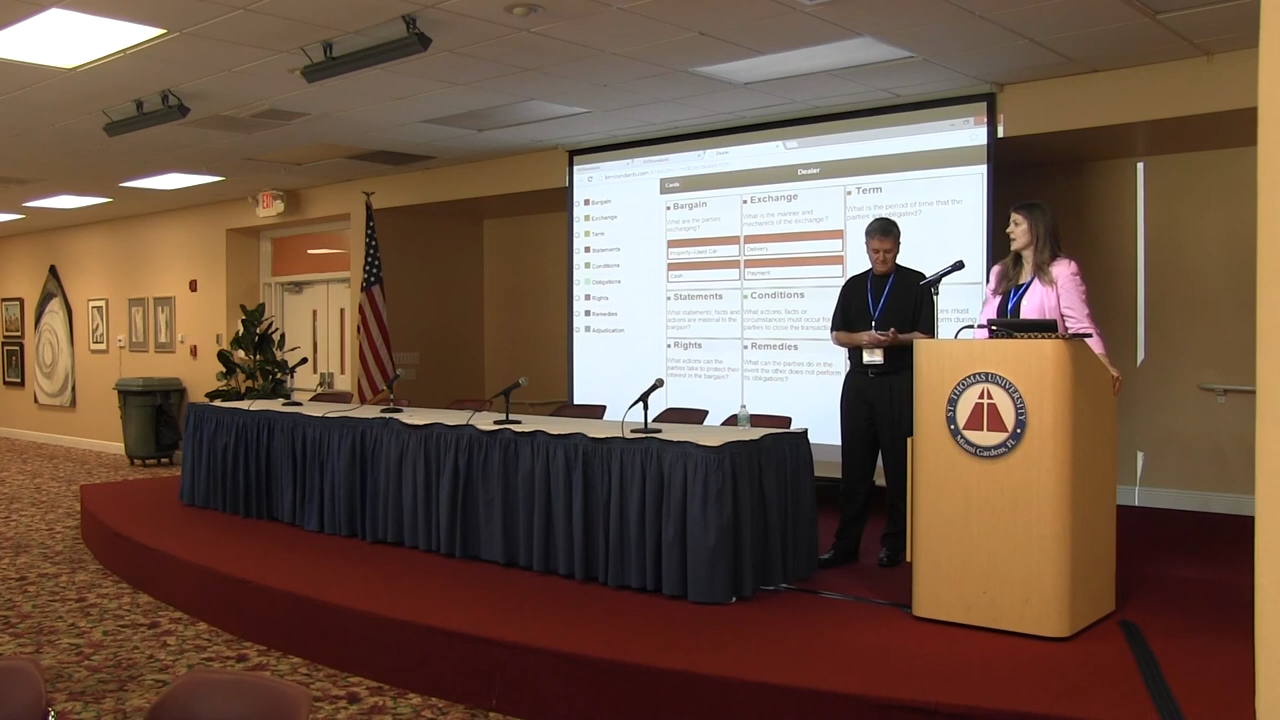 EXIT
Dealer
Cards
Dealer
Bargain
Exchange
Term
Statements
Conditions
Obligations
Rights
Remedies
Adjudication
Bargain
What are the parties
exchanging?
Property--Used Car
Cash
Exchange
What is the manner and
mechanics of the exchange?
Delivery
Payment
Term
What is the period of time that the
parties are obligated?
Statements
What statements, facts and
actions are material to the
bargain?
Conditions
What actions, facts or
circumstances must occur for
parties to close the transaction
Rights
What actions can the
parties take to protect their
interest in the bargain?
Remedies
What can the parties do in the
event the other does not perform
its obligations?
ST. THOMAS UNIVERSITY
Miami Gardens, FL